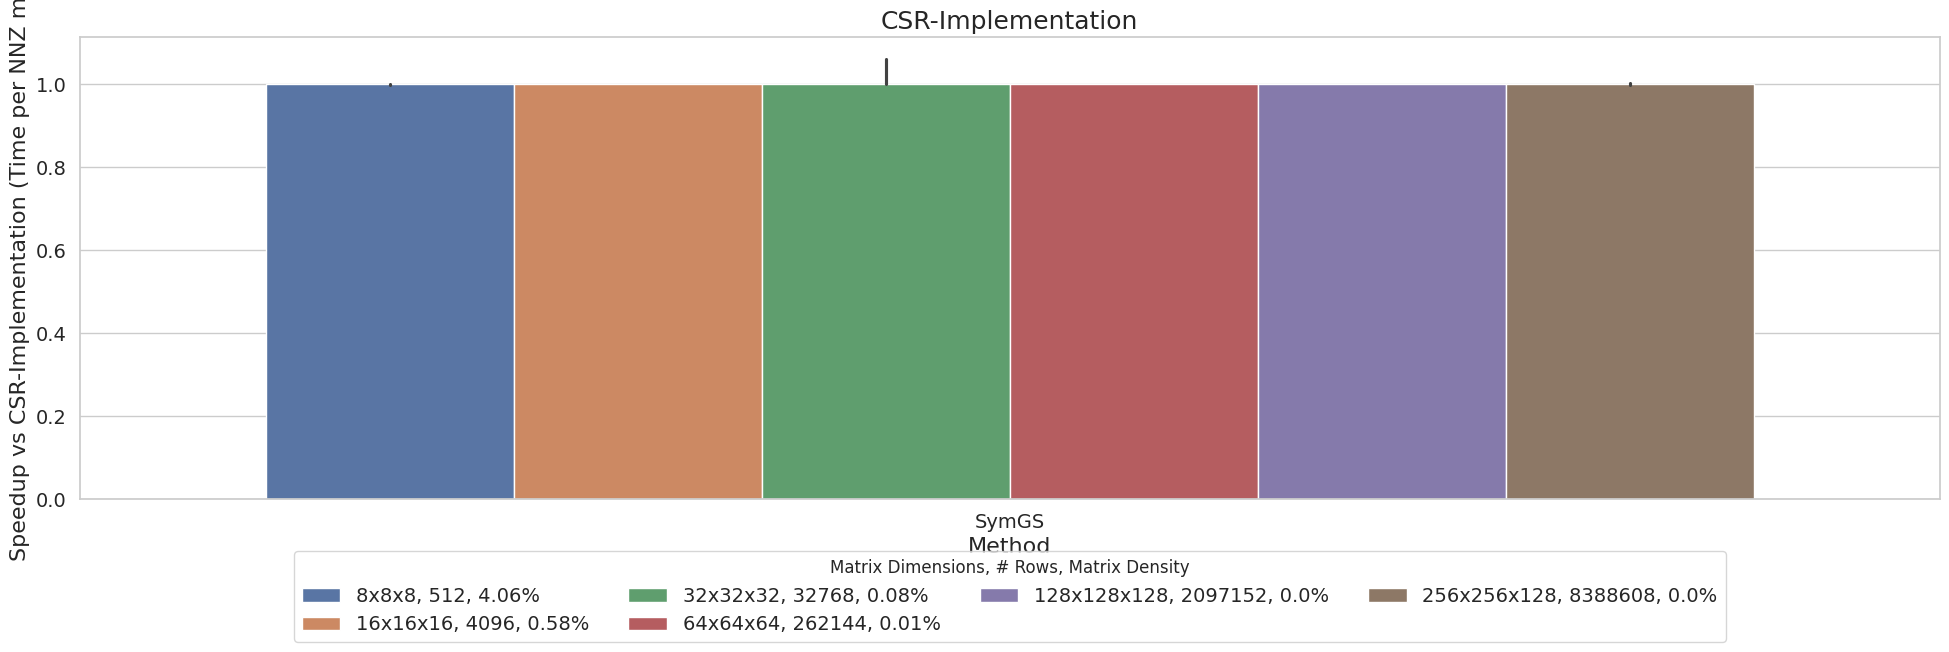 CSR-Implementation
Speedup vs CSR-Implementation (Time per NNZ
1.0
0.8
0.6
0.4
0.2
0.0
SymGS
Method
Matrix Dimensions, # Rows, Matrix Density
8x8x8, 512, 4.06%
16x16x16, 4096, 0.58%
32x32x32, 32768, 0.08%
64x64x64, 262144, 0.01%
128x128x128, 2097152, 0.0%
256x256x128, 8388608, 0.0%